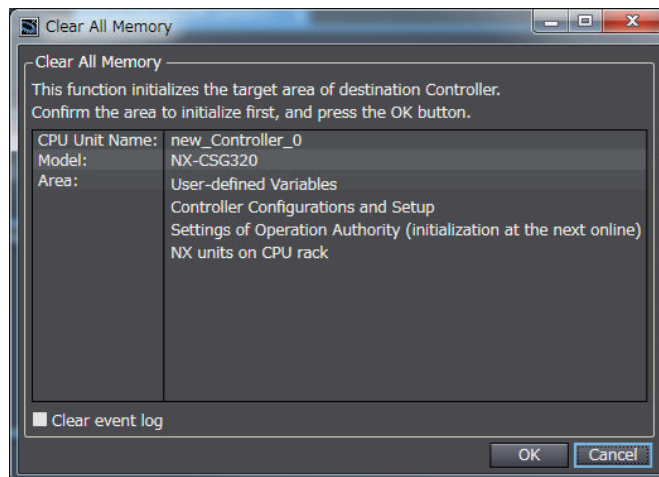 Clear All Memory
Clear All Memory
This function initializes the target area of destination Controller.
Confirm the area to initialize first, and press the OK button.
CPU Unit Name: new_Controller_0
Model: NX-CSG320
Area: User-defined Variables
Controller Configurations and Setup
Settings of Operation Authority (initialization at the next online)
NX units on CPU rack
Clear event log
OK Cancel